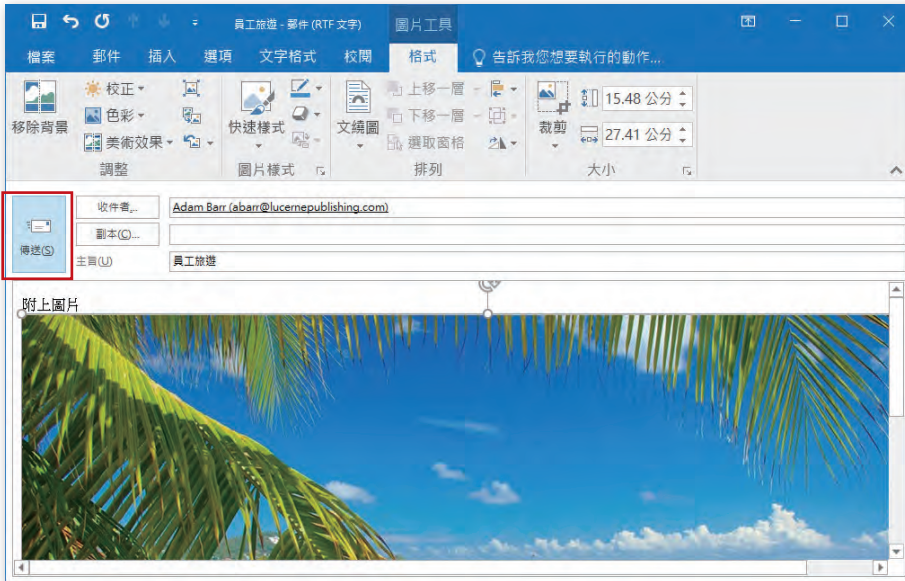 員工旅遊 - 郵件 (RTF 文字) 圖片工具
檔案 郵件 插入 選項 文字格式 校閱 格式 告訴我您想要執行的動作...
校正 上移一層 15.48 公分
移除背景 色彩 快速樣式 文繞圖 下移一層 裁剪 27.41 公分
美術效果 選取窗格
調整 圖片樣式 排列 大小
收件者... Adam Barr (abarr@lucernepublishing.com)
副本(C)...
傳送(S)
主旨(U) 員工旅遊
附上圖片